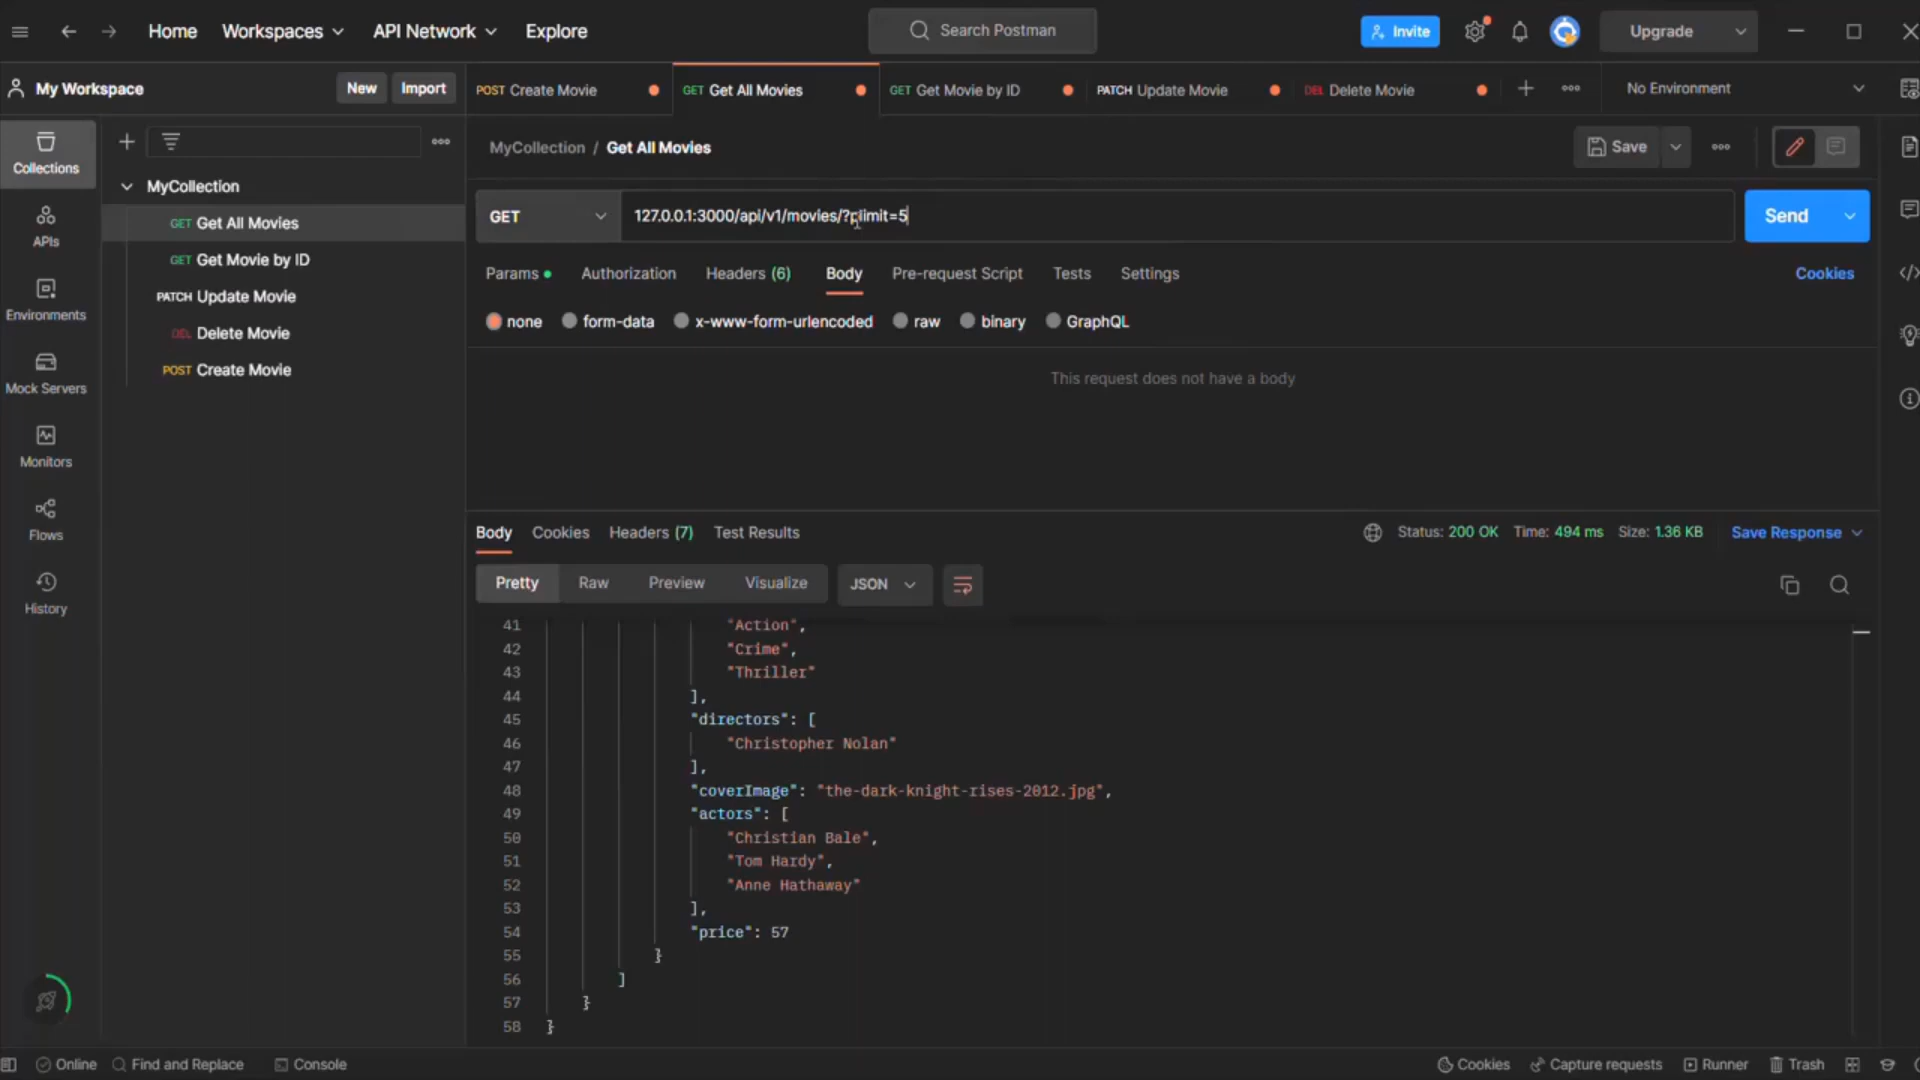 Home Workspaces API Network Explore Search Postman Invite Upgrade
My Workspace New Import POST Create Movie GET Get All Movies GET Get Movie by ID PATCH Update Movie DEL Delete Movie No Environment
Collections
MyCollection / Get All Movies Save
MyCollection
GET Get All Movies
GET Get Movie by ID
PATCH Update Movie
DEL Delete Movie
POST Create Movie
APIs
Environments
Mock Servers
Monitors
Flows
History
GET 127.0.0.1:3000/api/v1/movies/?plimit=5 Send
Params Authorization Headers (6) Body Pre-request Script Tests Settings Cookies
none form-data x-www-form-urlencoded raw binary GraphQL
This request does not have a body
Body Cookies Headers (7) Test Results Status: 200 OK Time: 494 ms Size: 1.36 KB Save Response
Pretty Raw Preview Visualize JSON
41 "Action",
42 "Crime",
43 "Thriller"
44 ],
45 "directors": [
46 "Christopher Nolan"
47 ],
48 "coverImage": "the-dark-knight-rises-2012.jpg",
49 "actors": [
50 "Christian Bale",
51 "Tom Hardy",
52 "Anne Hathaway"
53 ],
54 "price": 57
55 }
56 ]
57 }
58 }
Online Find and Replace Console Cookies Capture requests Runner Trash